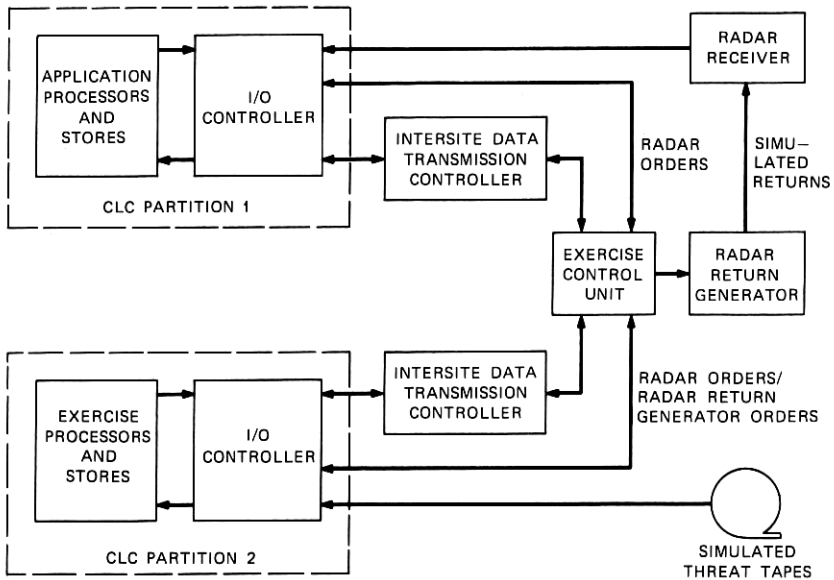 APPLICATION
PROCESSORS
AND
STORES
I/O
CONTROLLER
CLC PARTITION 1
INTERSITE DATA
TRANSMISSION
CONTROLLER
RADAR
ORDERS
RADAR
RECEIVER
SIMU–
LATED
RETURNS
EXERCISE
CONTROL
UNIT
RADAR
RETURN
GENERATOR
EXERCISE
PROCESSORS
AND
STORES
I/O
CONTROLLER
CLC PARTITION 2
INTERSITE DATA
TRANSMISSION
CONTROLLER
RADAR ORDERS/
RADAR RETURN
GENERATOR ORDERS
SIMULATED
THREAT TAPES